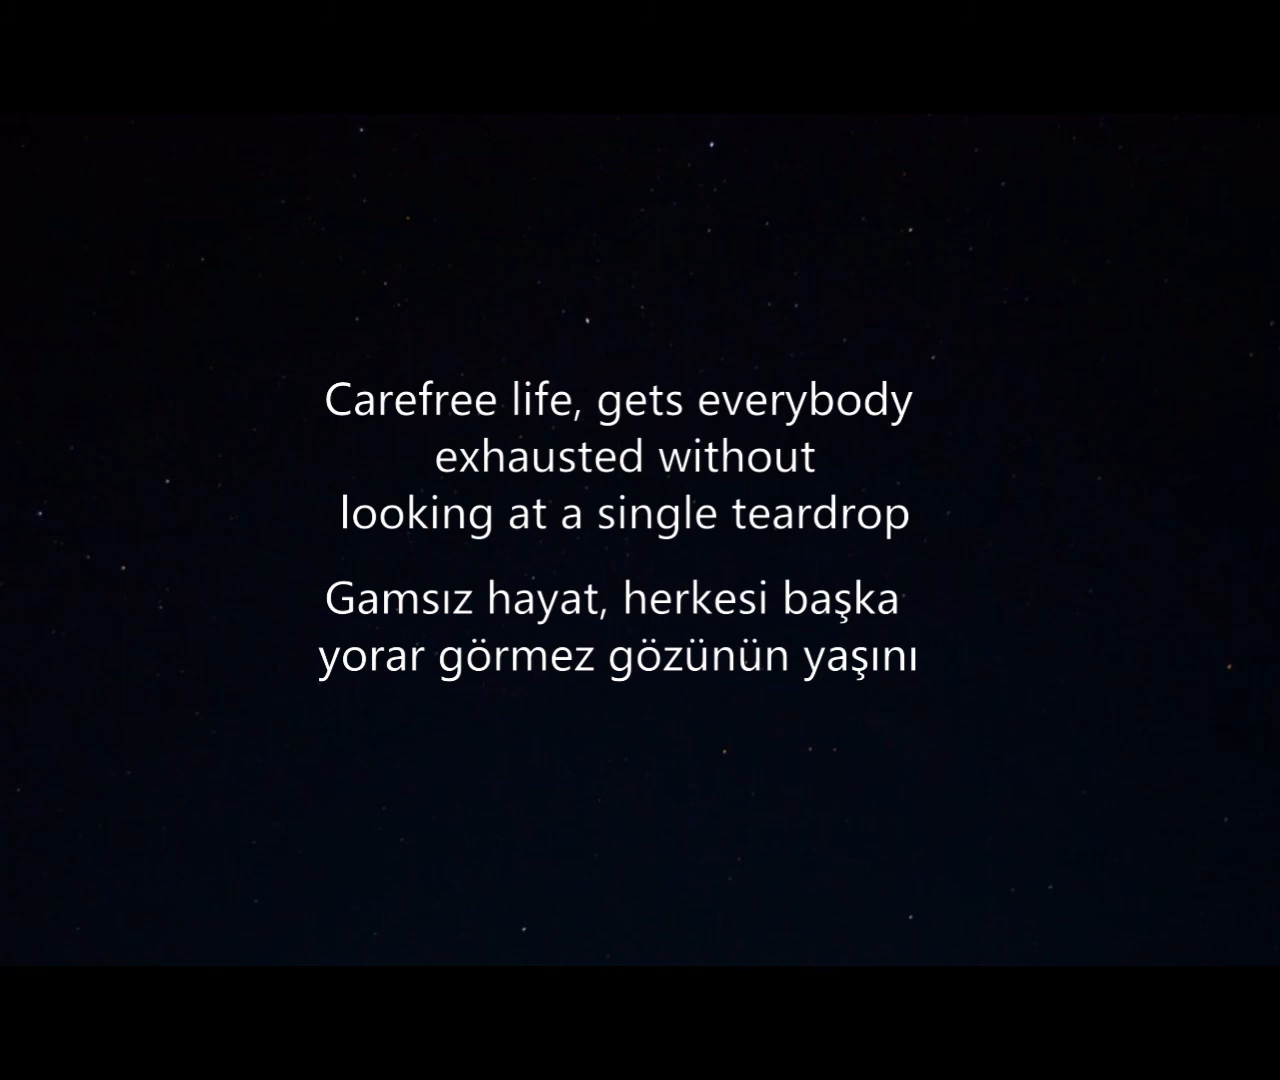 Carefree life, gets everybody
exhausted without
looking at a single teardrop
Gamsız hayat, herkesi başka
yorar görmez gözünün yaşını